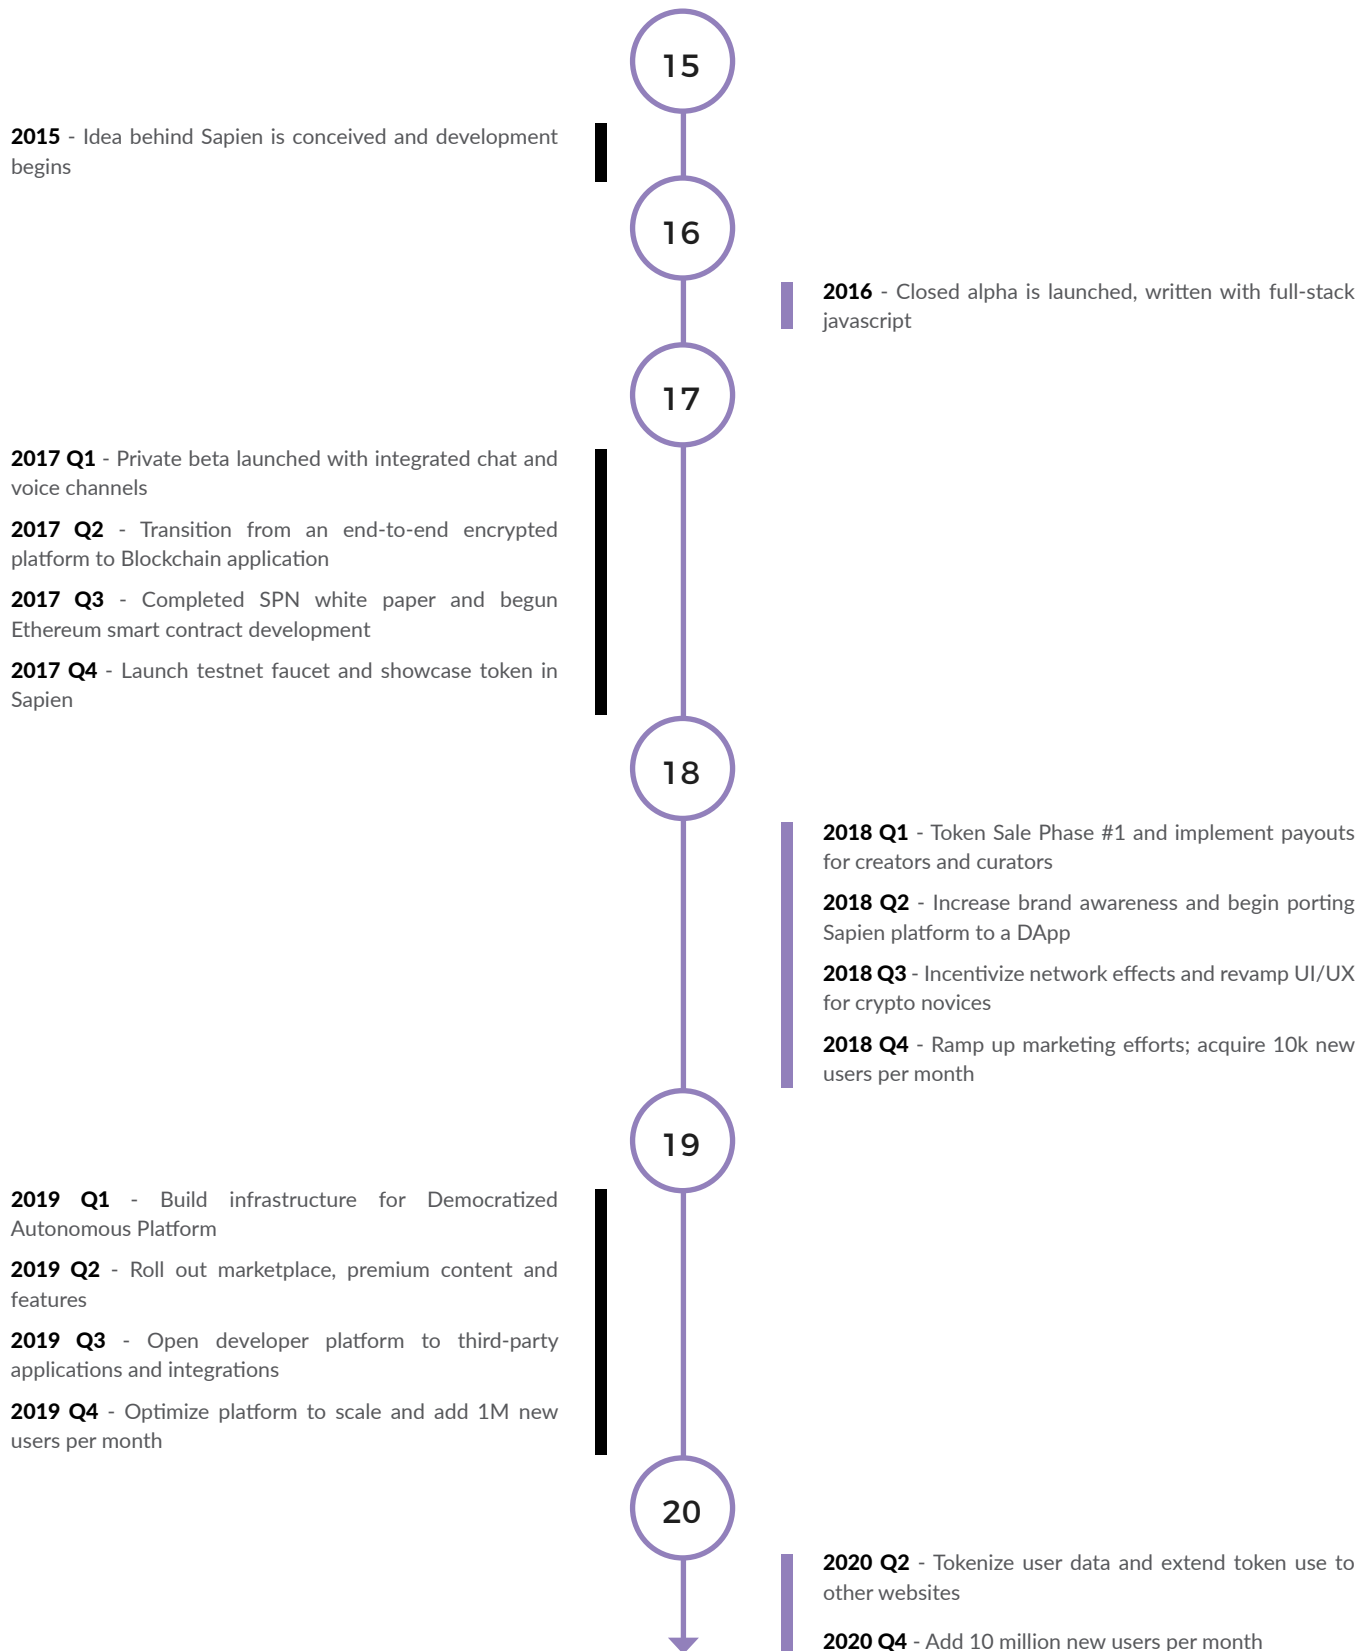 15
2015 - Idea behind Sapien is conceived and development
begins
16
2016 - Closed alpha is launched, written with full-stack
javascript
17
2017 Q1 - Private beta launched with integrated chat and
voice channels
2017 Q2 - Transition from an end-to-end encrypted
platform to Blockchain application
2017 Q3 - Completed SPN white paper and begun
Ethereum smart contract development
2017 Q4 - Launch testnet faucet and showcase token in
Sapien
18
2018 Q1 - Token Sale Phase #1 and implement payouts
for creators and curators
2018 Q2 - Increase brand awareness and begin porting
Sapien platform to a DApp
2018 Q3 - Incentivize network effects and revamp UI/UX
for crypto novices
2018 Q4 - Ramp up marketing efforts; acquire 10k new
users per month
19
2019 Q1 - Build infrastructure for Democratized
Autonomous Platform
2019 Q2 - Roll out marketplace, premium content and
features
2019 Q3 - Open developer platform to third-party
applications and integrations
2019 Q4 - Optimize platform to scale and add 1M new
users per month
20
2020 Q2 - Tokenize user data and extend token use to
other websites
2020 Q4 - Add 10 million new users per month